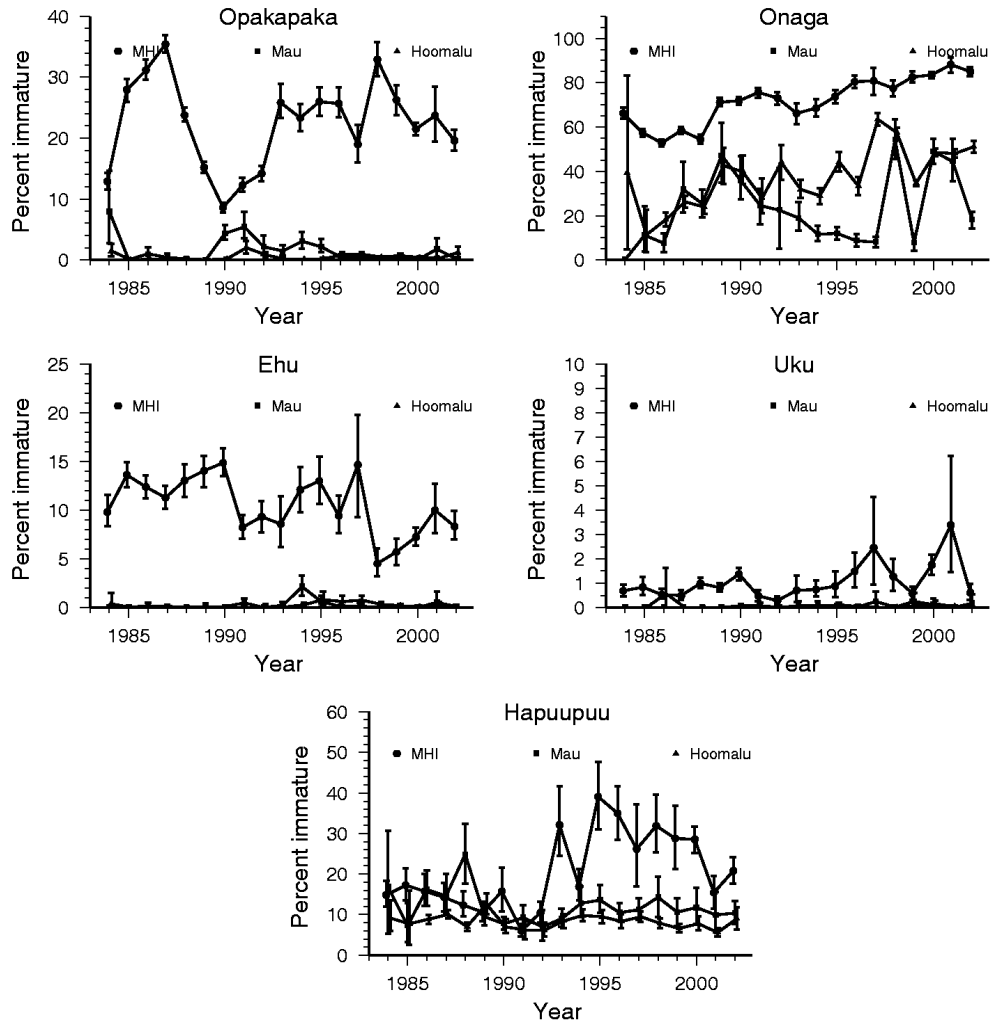 Opakapaka
MHI Mau Hoomalu
Percent immature
40
30
20
10
0
1985 1990 1995 2000
Year
Onaga
MHI Mau Hoomalu
Percent immature
100
80
60
40
20
0
1985 1990 1995 2000
Year
Ehu
MHI Mau Hoomalu
Percent immature
25
20
15
10
5
0
1985 1990 1995 2000
Year
Uku
MHI Mau Hoomalu
Percent immature
10
9
8
7
6
5
4
3
2
1
0
1985 1990 1995 2000
Year
Hapuupuu
MHI Mau Hoomalu
Percent immature
60
50
40
30
20
10
0
1985 1990 1995 2000
Year